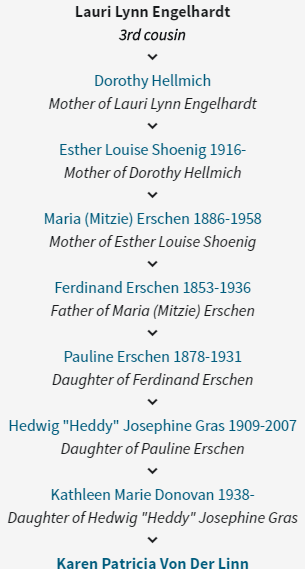 Lauri Lynn Engelhardt
3rd cousin
Dorothy Hellmich
Mother of Lauri Lynn Engelhardt
Esther Louise Shoenig 1916-
Mother of Dorothy Hellmich
Maria (Mitzie) Erschen 1886-1958
Mother of Esther Louise Shoenig
Ferdinand Erschen 1853-1936
Father of Maria (Mitzie) Erschen
Pauline Erschen 1878-1931
Daughter of Ferdinand Erschen
Hedwig "Heddy" Josephine Gras 1909-2007
Daughter of Pauline Erschen
Kathleen Marie Donovan 1938-
Daughter of Hedwig "Heddy" Josephine Gras
Karen Patricia Von Der Linn